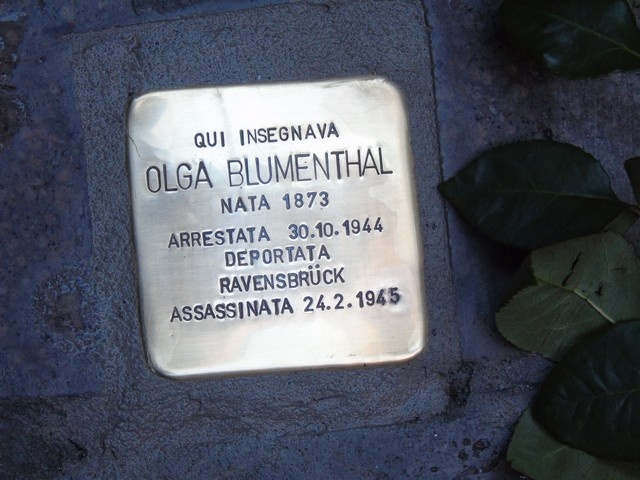 QUI INSEGNAVA
OLGA BLUMENTHAL
NATA 1873
ARRESTATA 30.10.1944
DEPORTATA
RAVENSBRÜCK
ASSASSINATA 24.2.1945